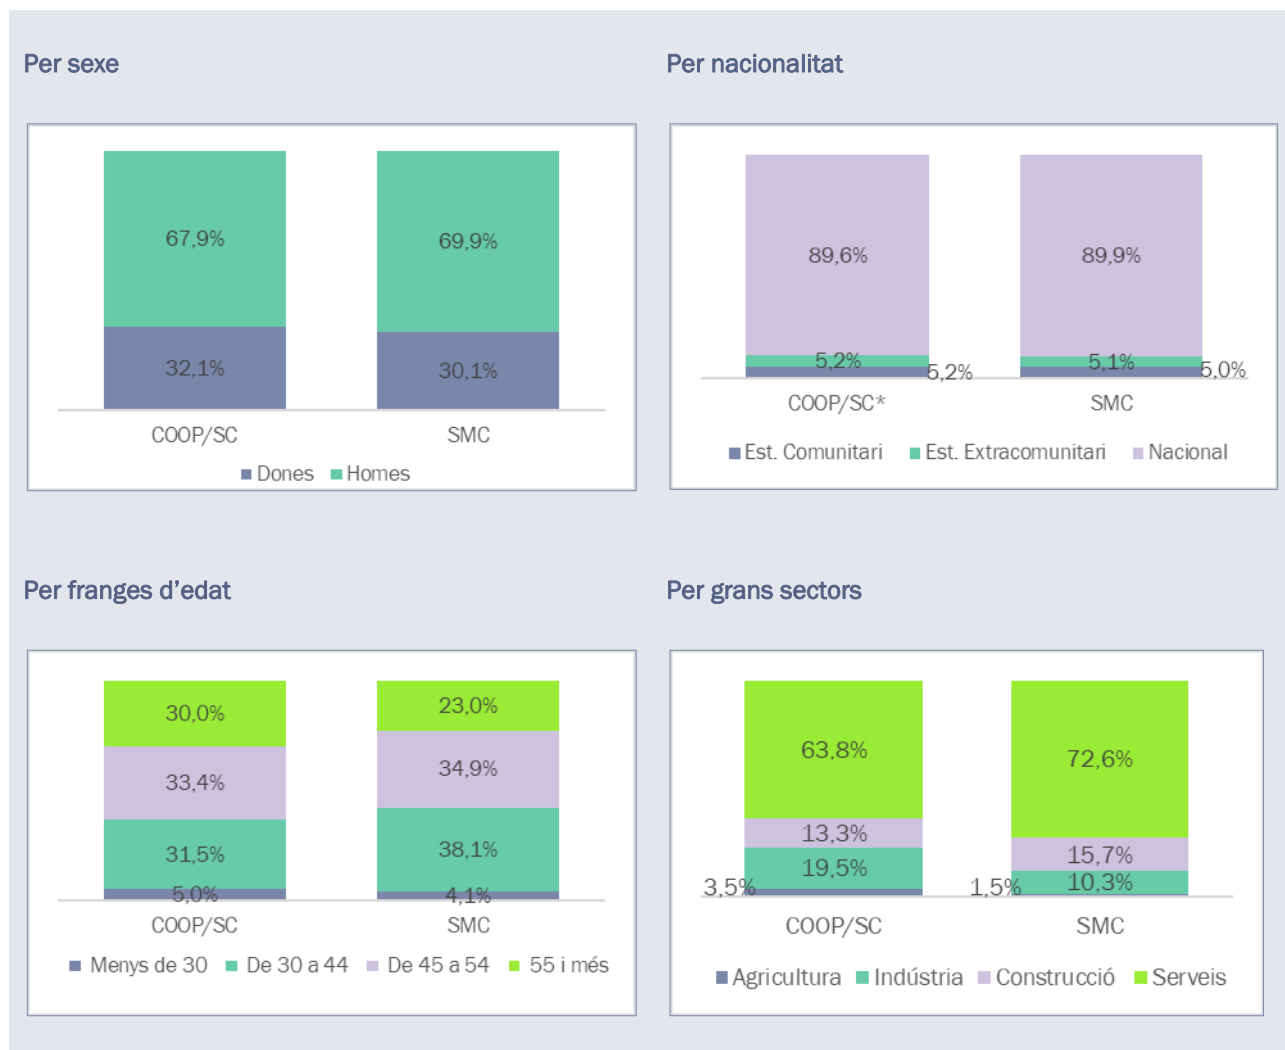 Per sexe
67,9%
69,9%
32,1%
30,1%
COOP/SC SMC
Dones Homes
Per nacionalitat
89,6%
89,9%
5,2%
5,2%
5,1%
5,0%
COOP/SC* SMC
Est. Comunitari Est. Extracomunitari Nacional
Per franges d’edat
30,0%
23,0%
33,4%
34,9%
31,5%
38,1%
5,0%
4,1%
COOP/SC SMC
Menys de 30 De 30 a 44 De 45 a 54 55 i més
Per grans sectors
63,8%
72,6%
13,3%
15,7%
19,5%
10,3%
3,5%
1,5%
COOP/SC SMC
Agricultura Indústria Construcció Serveis